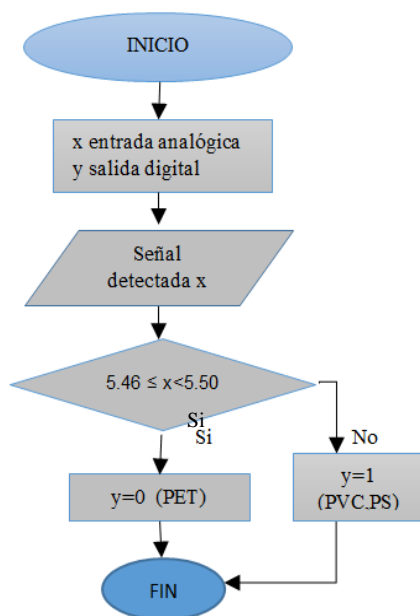 INICIO
x entrada analógica
y salida digital
Señal
detectada x
5.46 ≤ x<5.50
Si
Si
No
y=0 (PET)
y=1
(PVC,PS)
FIN